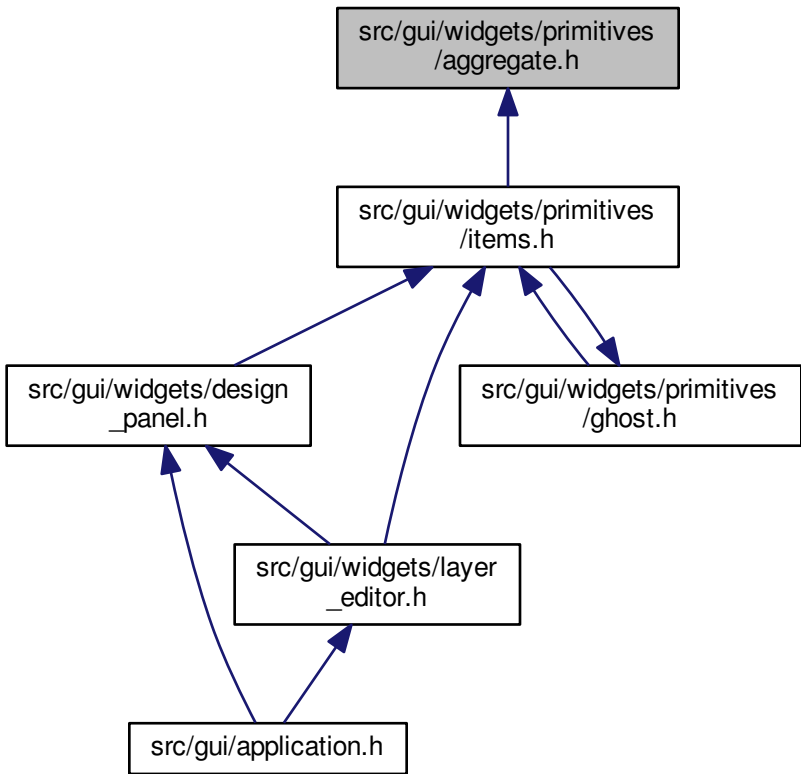 src/gui/widgets/primitives
/aggregate.h
src/gui/widgets/primitives
/items.h
src/gui/widgets/design
_panel.h
src/gui/widgets/primitives
/ghost.h
src/gui/widgets/layer
_editor.h
src/gui/application.h